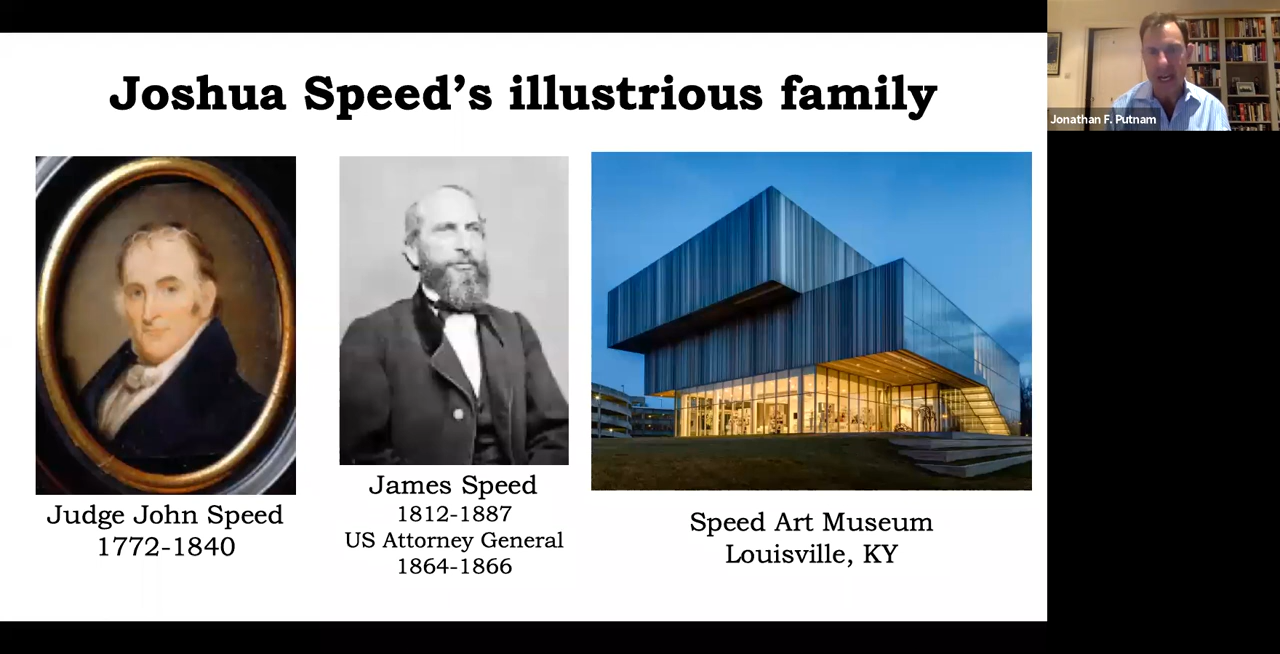 Joshua Speed's illustrious family
Jonathan F. Putnam
Judge John Speed
1772-1840
James Speed
1812-1887
US Attorney General
1864-1866
Speed Art Museum
Louisville, KY